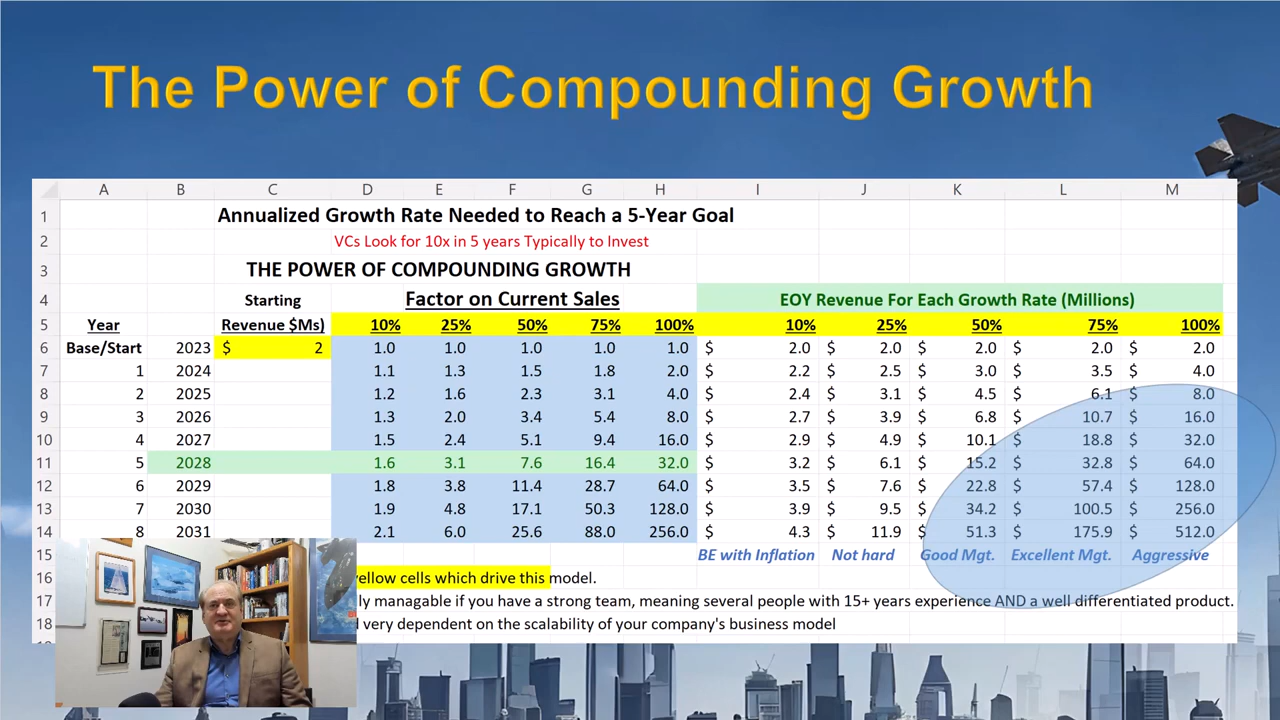 The Power of Compounding Growth
A B C D E F G H I J K L M
1 Annualized Growth Rate Needed to Reach a 5-Year Goal
2 VCs Look for 10x in 5 years Typically to Invest
3 THE POWER OF COMPOUNDING GROWTH
4 Starting Factor on Current Sales EOY Revenue For Each Growth Rate (Millions)
5 Year Revenue $Ms) 10% 25% 50% 75% 100% 10% 25% 50% 75% 100%
6 Base/Start 2023 $ 2 1.0 1.0 1.0 1.0 1.0 $ 2.0 $ 2.0 $ 2.0 $ 2.0 $ 2.0
7 1 2024 1.1 1.3 1.5 1.8 2.0 $ 2.2 $ 2.5 $ 3.0 $ 3.5 $ 4.0
8 2 2025 1.2 1.6 2.3 3.1 4.0 $ 2.4 $ 3.1 $ 4.5 $ 6.1 $ 8.0
9 3 2026 1.3 2.0 3.4 5.4 8.0 $ 2.7 $ 3.9 $ 6.8 $ 10.7 $ 16.0
10 4 2027 1.5 2.4 5.1 9.4 16.0 $ 2.9 $ 4.9 $ 10.1 $ 18.8 $ 32.0
11 5 2028 1.6 3.1 7.6 16.4 32.0 $ 3.2 $ 6.1 $ 15.2 $ 32.8 $ 64.0
12 6 2029 1.8 3.8 11.4 28.7 64.0 $ 3.5 $ 7.6 $ 22.8 $ 57.4 $ 128.0
13 7 2030 1.9 4.8 17.1 50.3 128.0 $ 3.9 $ 9.5 $ 34.2 $ 100.5 $ 256.0
14 8 2031 2.1 6.0 25.6 88.0 256.0 $ 4.3 $ 11.9 $ 51.3 $ 175.9 $ 512.0
15 BE with Inflation Not hard Good Mgt. Excellent Mgt. Aggressive
16 yellow cells which drive this model.
17 ly managable if you have a strong team, meaning several people with 15+ years experience AND a well differentiated product.
18 very dependent on the scalability of your company's business model